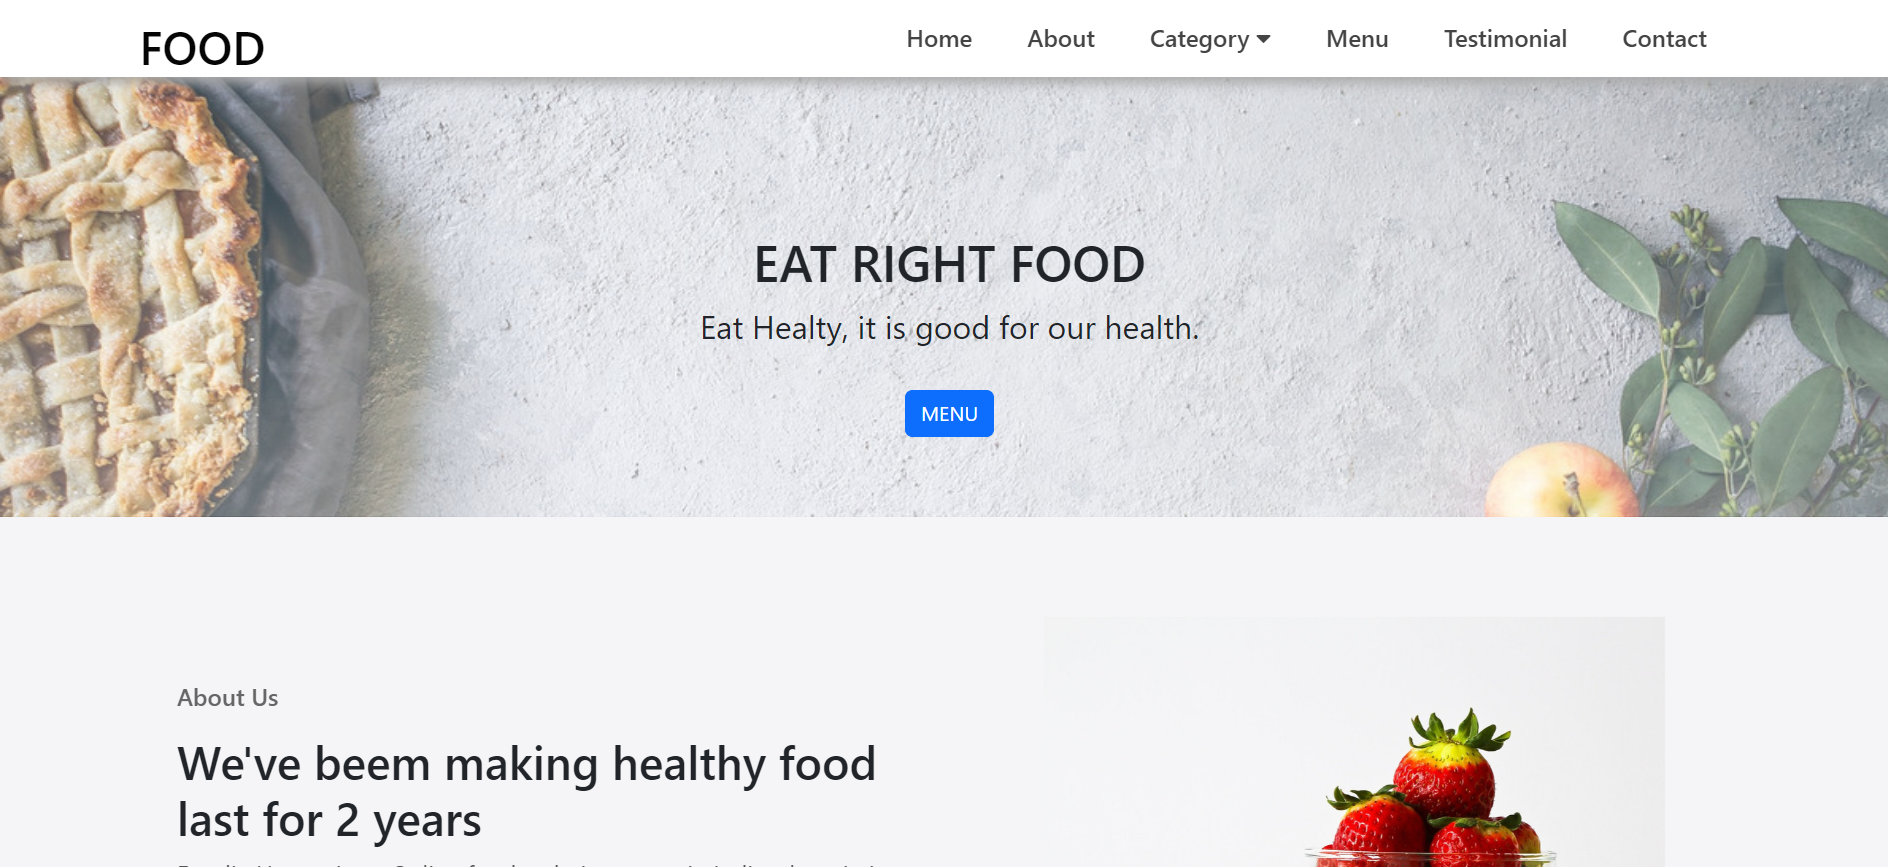 FOOD
Home About Category Menu Testimonial Contact
EAT RIGHT FOOD
Eat Healty, it is good for our health.
MENU
About Us
We've beem making healthy food
last for 2 years